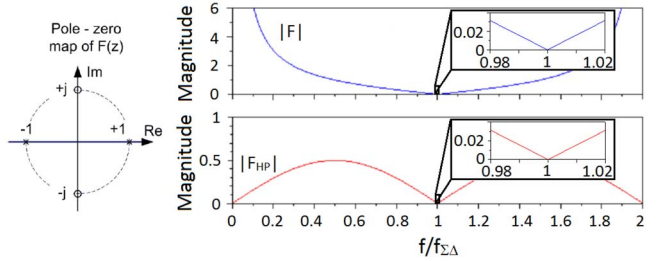 Pole - zero
map of F(z)
+j
Im
-1
+1
Re
-j
Magnitude
6
4
2
0
|F|
0.02
0
0.98
1
1.02
Magnitude
1.0
0.5
0
|F_HP|
0.02
0
0.98
1
1.02
0
0.2
0.4
0.6
0.8
1
1.2
1.4
1.6
1.8
2
f/f_ΣΔ